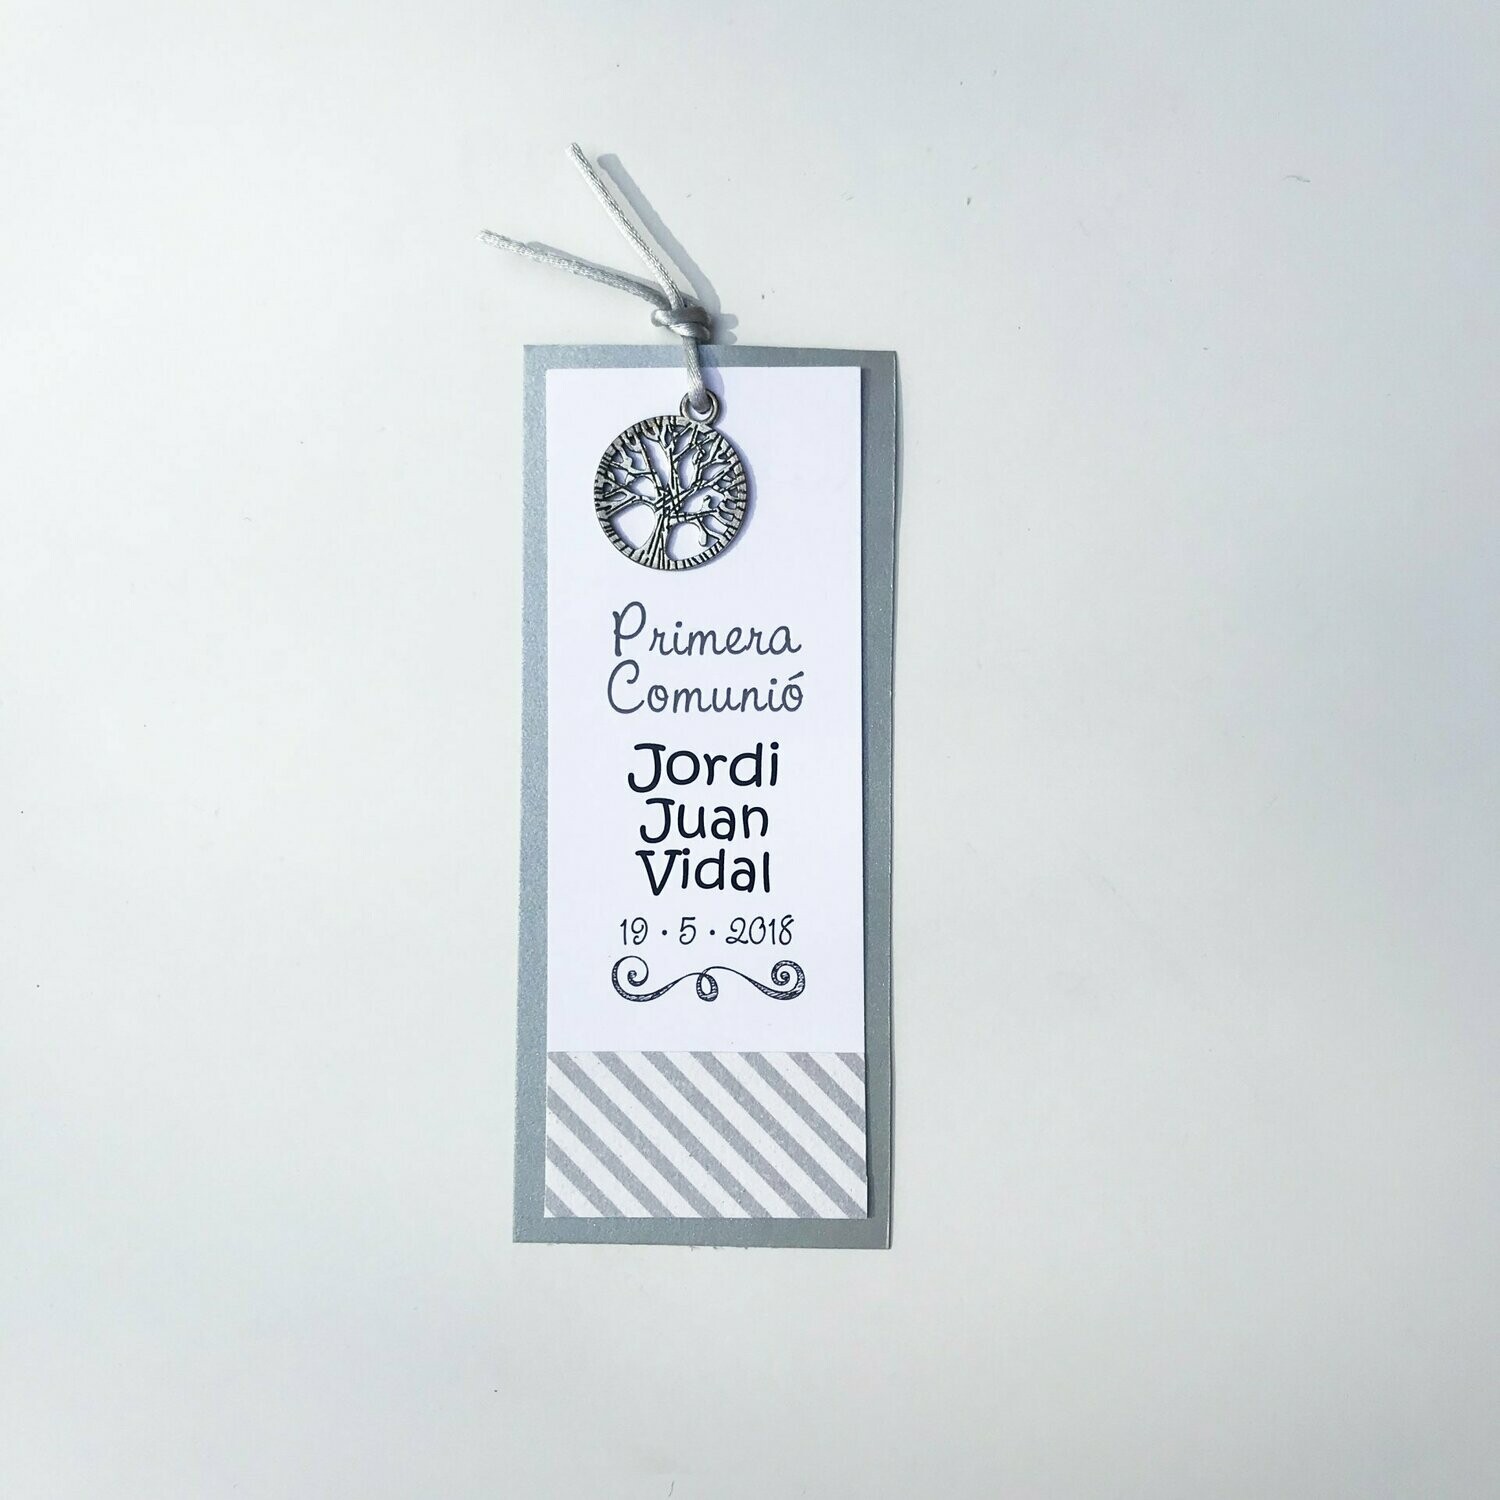 Primera
Comunió
Jordi
Juan
Vidal
19 · 5 · 2018